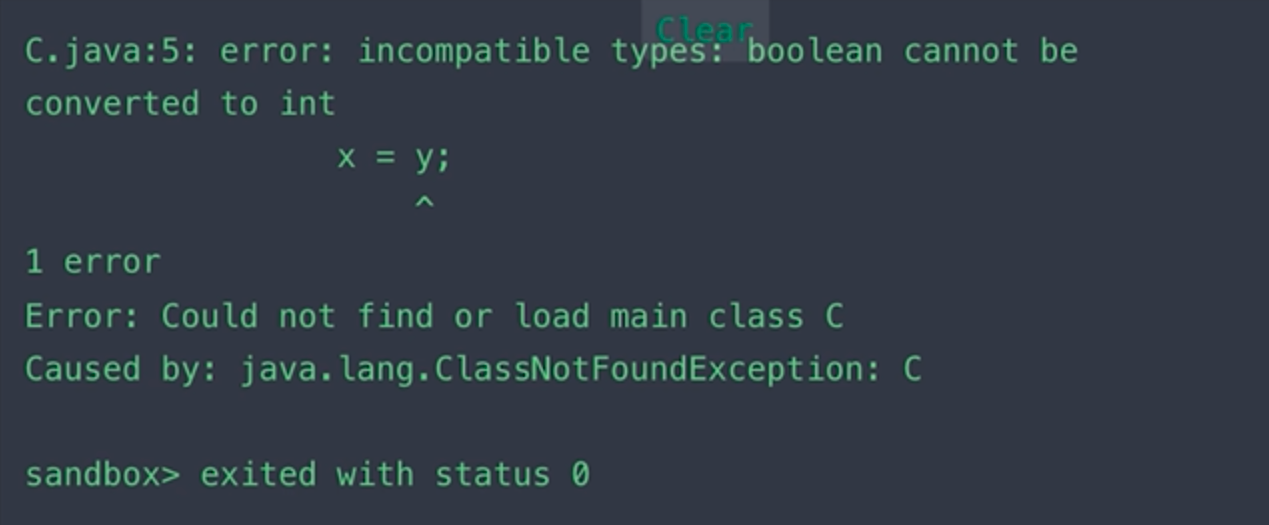 Clear
C.java:5: error: incompatible types: boolean cannot be
converted to int
x = y;
^
1 error
Error: Could not find or load main class C
Caused by: java.lang.ClassNotFoundException: C
sandbox> exited with status 0